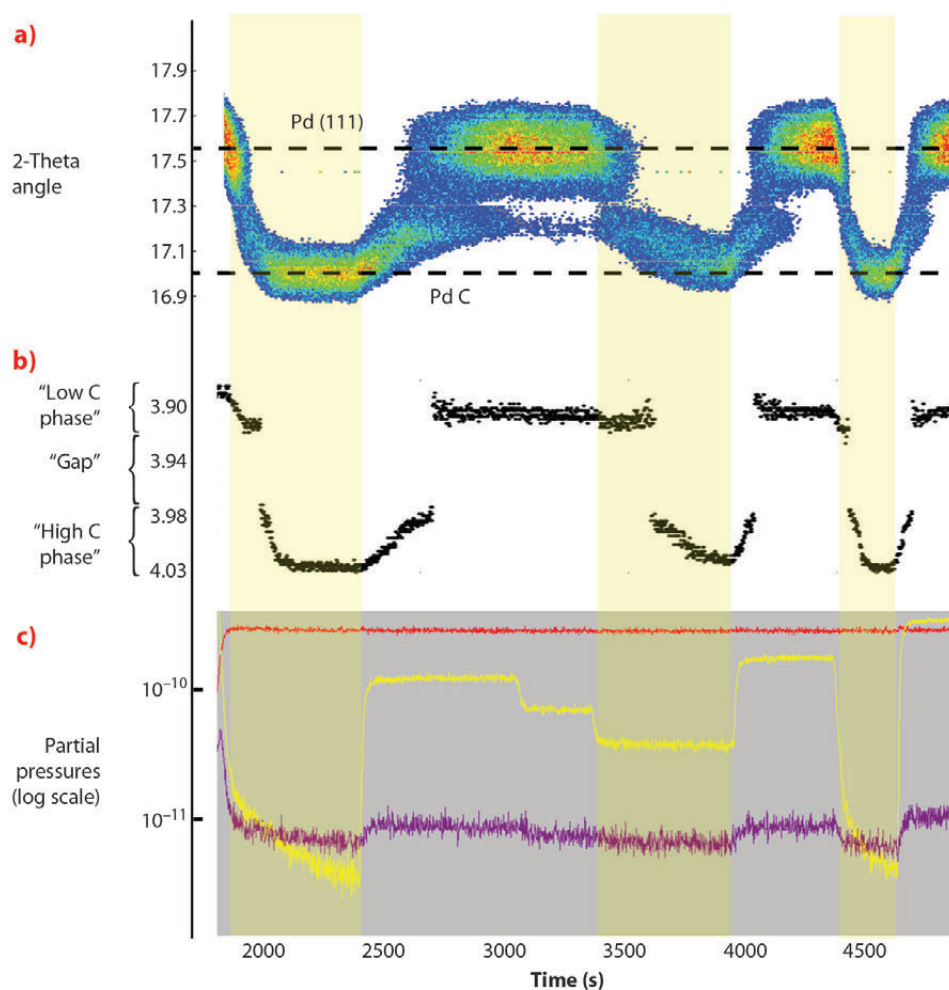 a)
17.9
17.7
Pd (111)
17.5
2-Theta
angle
17.3
17.1
16.9
Pd C
b)
“Low C
phase”
3.90
“Gap”
3.94
3.98
“High C
phase”
4.03
c)
10⁻¹⁰
Partial
pressures
(log scale)
10⁻¹¹
2000 2500 3000 3500 4000 4500
Time (s)